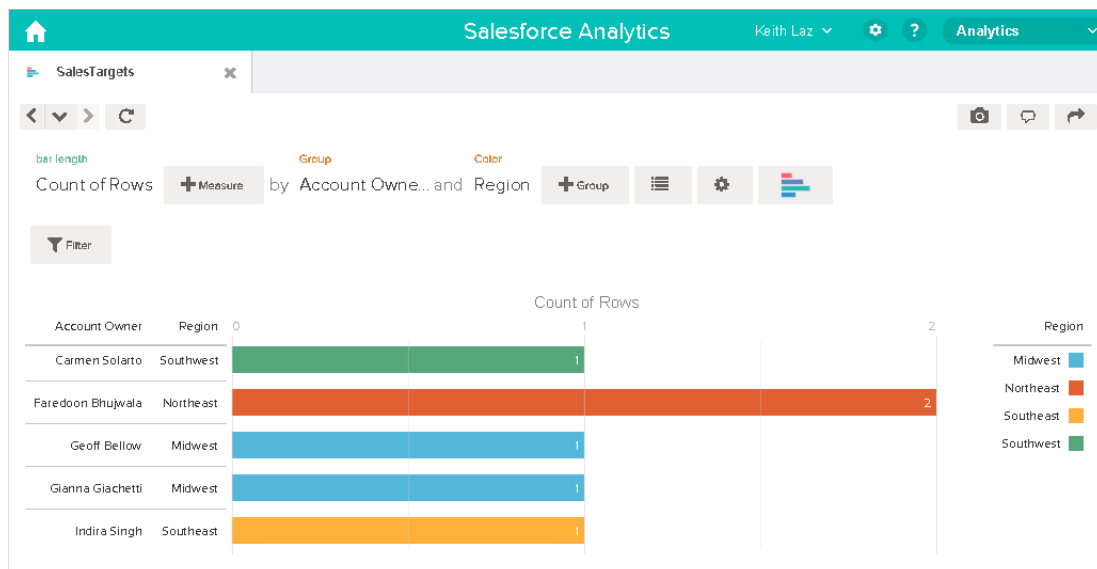 Salesforce Analytics Keith Laz ? Analytics
SalesTargets
bar length Group Color
Count of Rows Measure by Account Owne... and Region Group
Filter
Count of Rows
Account Owner Region 0 1 2 Region
Carmen Solarto Southwest 1 Midwest
Faredoon Bhujwala Northeast 2 Northeast
Southeast
Geoff Bellow Midwest 1 Southwest
Gianna Giachetti Midwest 1
Indira Singh Southeast 1